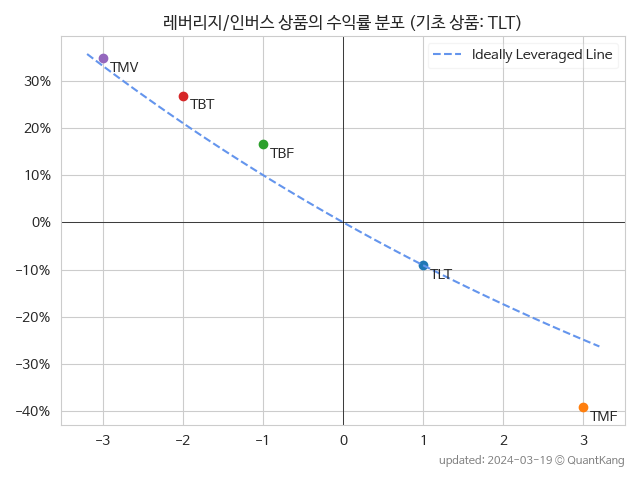 레버리지/인버스 상품의 수익률 분포 (기초 상품: TLT)
Ideally Leveraged Line
TMV
30%
TBT
20%
TBF
10%
0%
−10%
TLT
−20%
−30%
−40%
TMF
−3 −2 −1 0 1 2 3
updated: 2024-03-19 © QuantKang